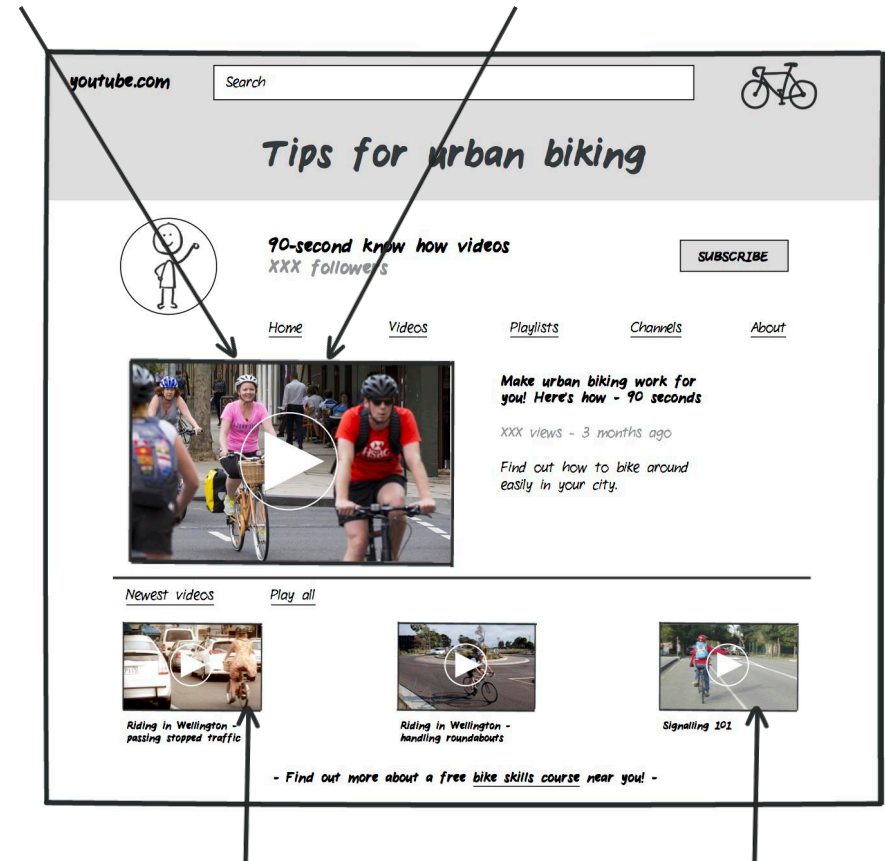 youtube.com
Search
Tips for urban biking
90-second know how videos
XXX followers
SUBSCRIBE
Home
Videos
Playlists
Channels
About
Make urban biking work for
you! Here's how - 90 seconds
XXX views - 3 months ago
Find out how to bike around
easily in your city.
Newest videos
Play all
Riding in Wellington -
passing stopped traffic
Riding in Wellington -
handling roundabouts
Signalling 101
- Find out more about a free bike skills course near you! -